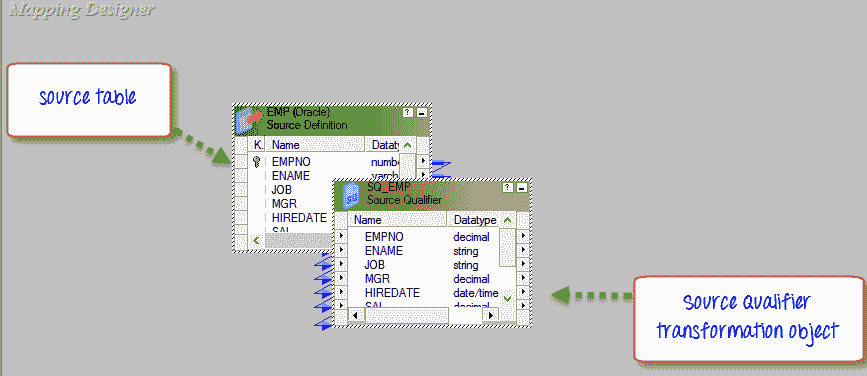 Mapping Designer
source table
EMP (Oracle)
Source Definition
K. Name Dataty
EMPNO numbe
ENAME varch
JOB
MGR
HIREDATE
SAL
SQ_EMP
Source Qualifier
Name Datatype
EMPNO decimal
ENAME string
JOB string
MGR decimal
HIREDATE date/time
SAL decimal
source qualifier
transformation object